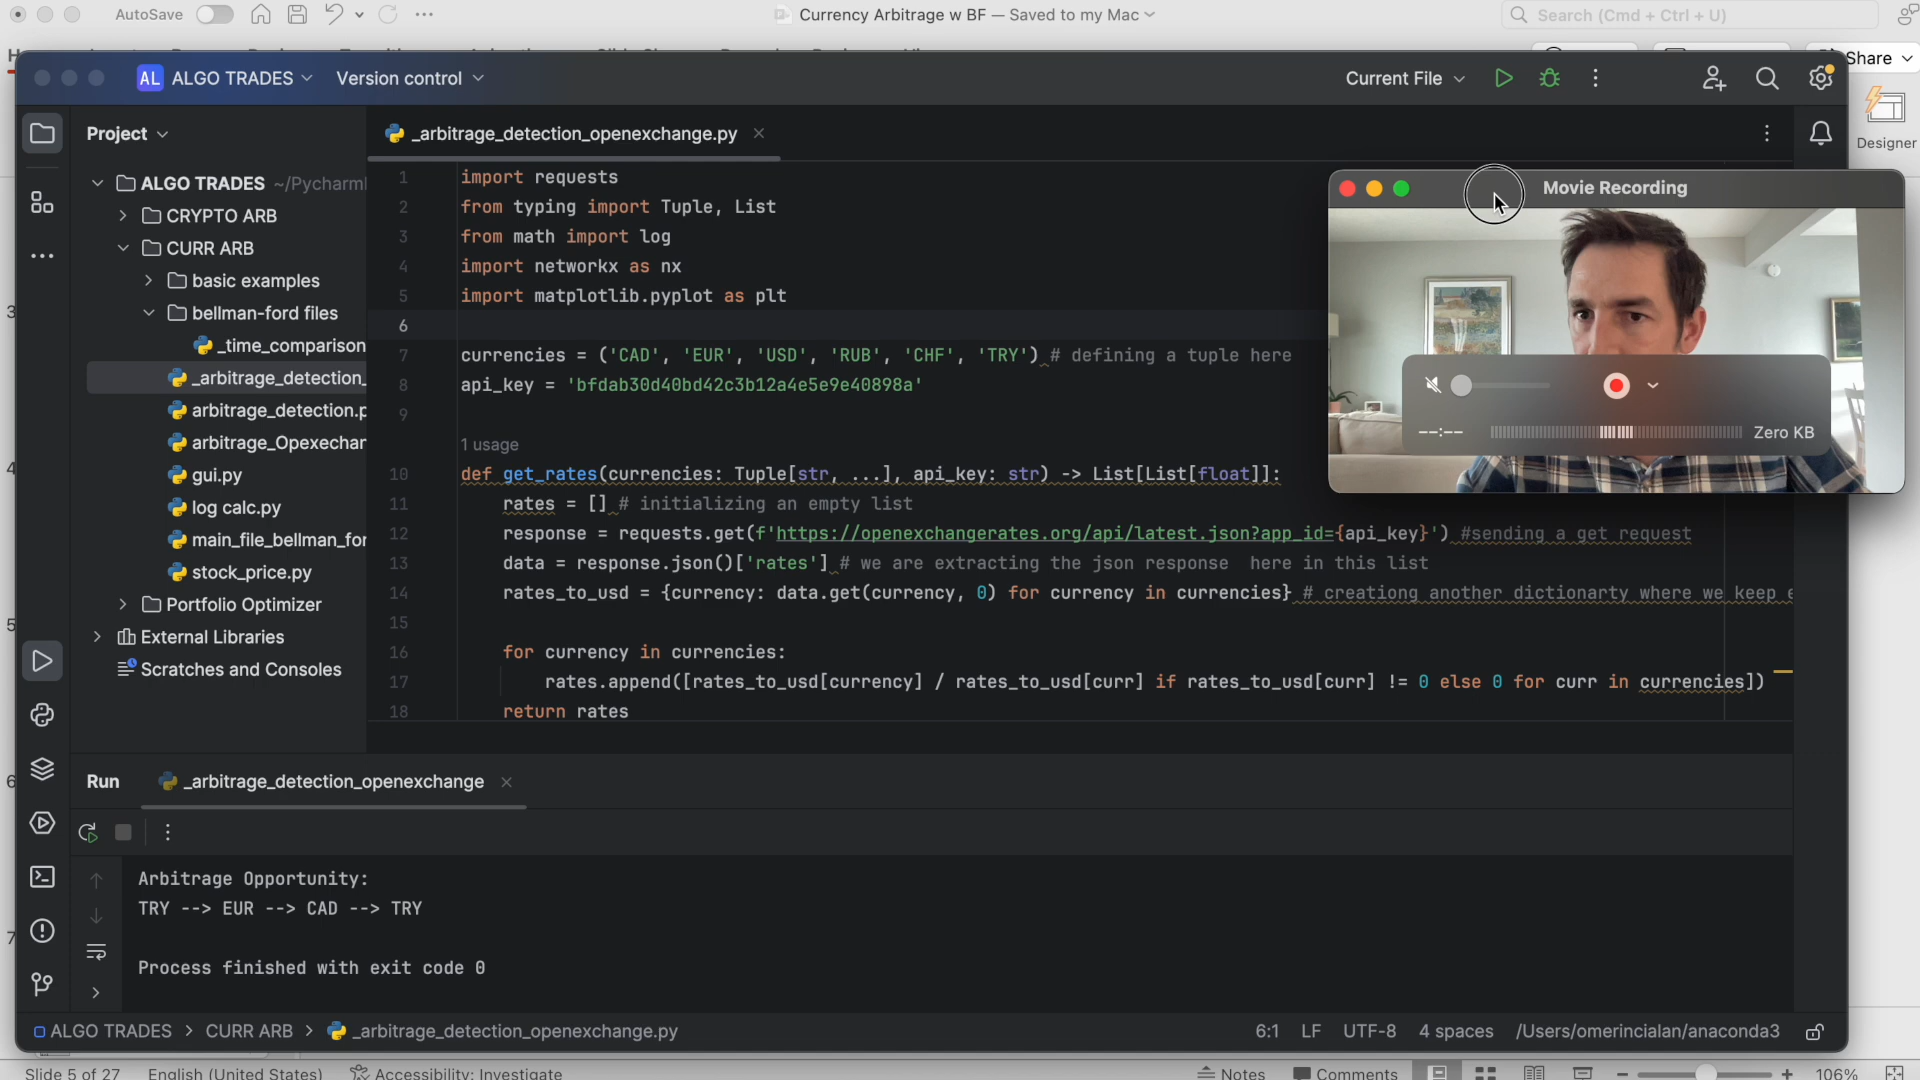 AutoSave
Currency Arbitrage w BF — Saved to my Mac
Search (Cmd + Ctrl + U)
Share
Designer
AL ALGO TRADES
Version control
Current File
Project
_arbitrage_detection_openexchange.py
ALGO TRADES ~/Pycharm
CRYPTO ARB
CURR ARB
basic examples
bellman-ford files
_time_comparison
_arbitrage_detection_
arbitrage_detection.p
arbitrage_Opexechan
gui.py
log calc.py
main_file_bellman_for
stock_price.py
Portfolio Optimizer
External Libraries
Scratches and Consoles
1 import requests
2 from typing import Tuple, List
3 from math import log
4 import networkx as nx
5 import matplotlib.pyplot as plt
6
7 currencies = ('CAD', 'EUR', 'USD', 'RUB', 'CHF', 'TRY') # defining a tuple here
8 api_key = 'bfdab30d40bd42c3b12a4e5e9e40898a'
9
1 usage
10 def get_rates(currencies: Tuple[str, ...], api_key: str) -> List[List[float]]:
11 rates = [] # initializing an empty list
12 response = requests.get(f'https://openexchangerates.org/api/latest.json?app_id={api_key}') #sending a get request
13 data = response.json()['rates'] # we are extracting the json response  here in this list
14 rates_to_usd = {currency: data.get(currency, 0) for currency in currencies} # creationg another dictionarty where we keep e
15
16 for currency in currencies:
17 rates.append([rates_to_usd[currency] / rates_to_usd[curr] if rates_to_usd[curr] != 0 else 0 for curr in currencies])
18 return rates
Movie Recording
--:--
Zero KB
Run
_arbitrage_detection_openexchange
Arbitrage Opportunity:
TRY --> EUR --> CAD --> TRY
Process finished with exit code 0
ALGO TRADES > CURR ARB > _arbitrage_detection_openexchange.py
6:1
LF
UTF-8
4 spaces
/Users/omerincialan/anaconda3
3
4
5
6
7
Slide 5 of 27
English (United States)
Accessibility: Investigate
Notes
Comments
106%